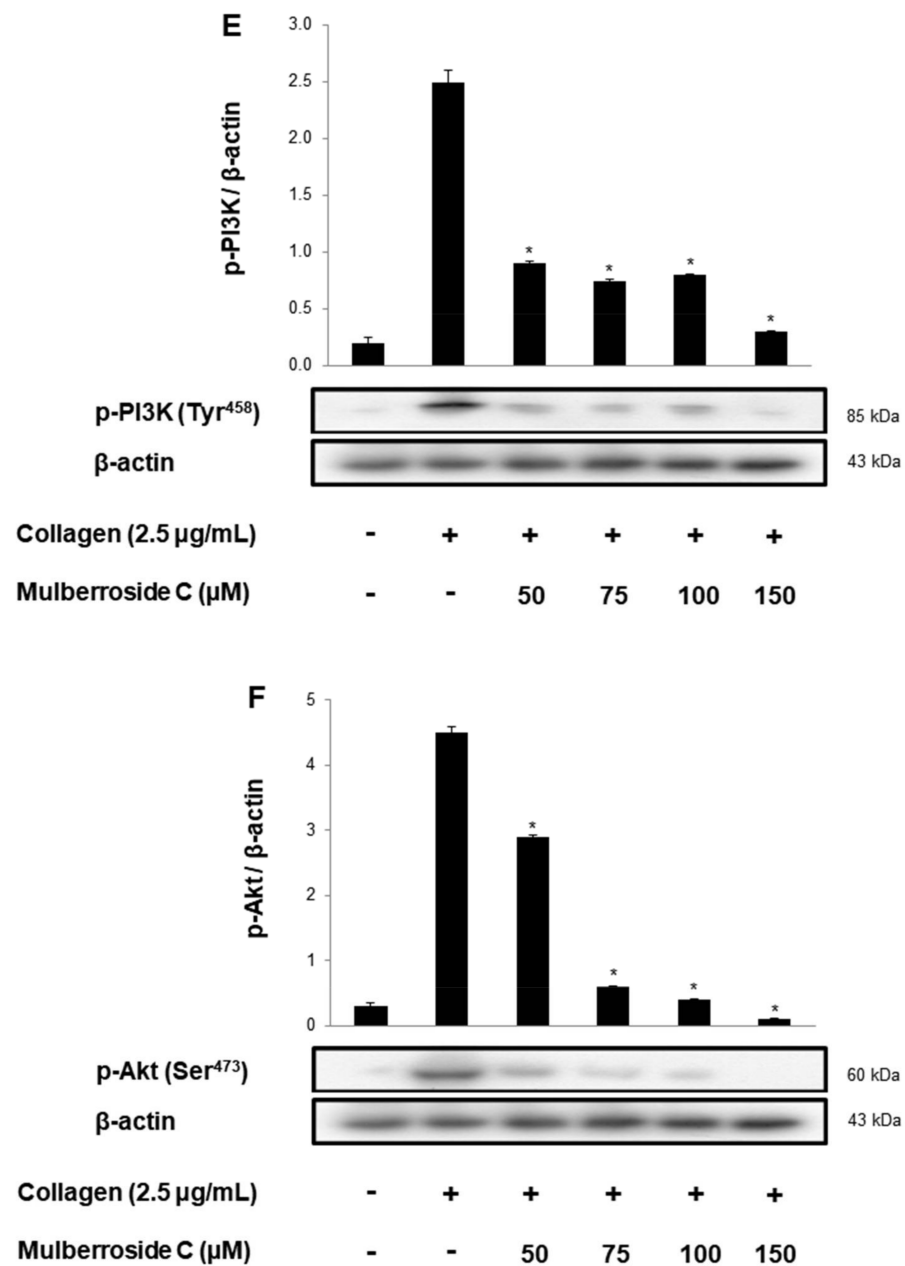 E
3.0
2.5
2.0
1.5
1.0
0.5
0.0
p-PI3K / β-actin
* * * *
p-PI3K (Tyr⁴⁵⁸) 85 kDa
β-actin 43 kDa
Collagen (2.5 μg/mL) - + + + + +
Mulberroside C (μM) - - 50 75 100 150
F
5
4
3
2
1
0
p-Akt / β-actin
* * * *
p-Akt (Ser⁴⁷³) 60 kDa
β-actin 43 kDa
Collagen (2.5 μg/mL) - + + + + +
Mulberroside C (μM) - - 50 75 100 150